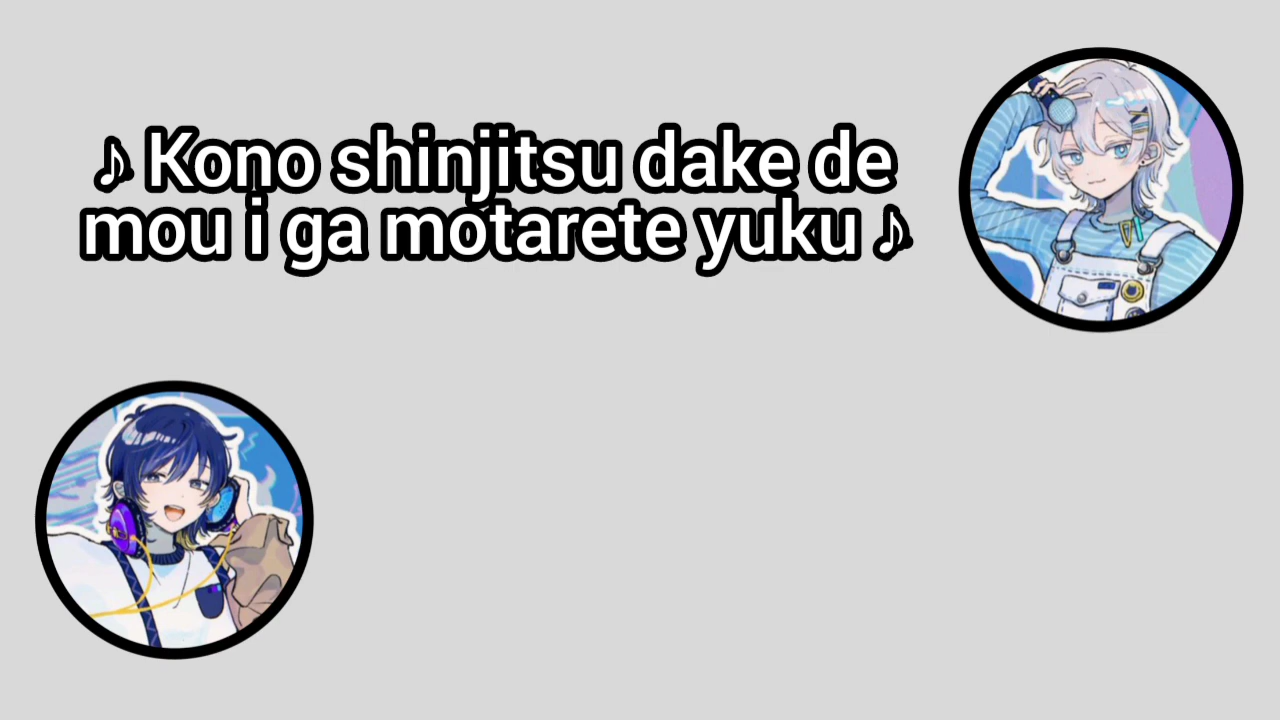 ♪ Kono shinjitsu dake de
mou i ga motarete yuku ♪